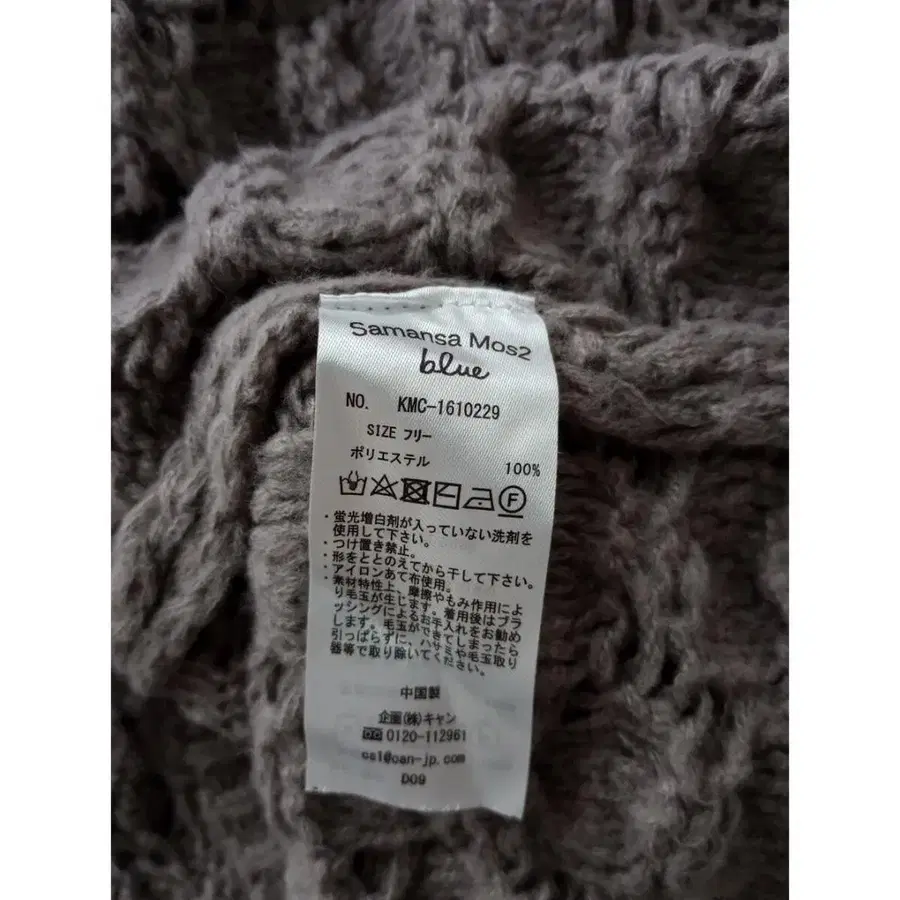 Samansa Mos2
blue
NO. KMC-1610229
SIZE フリー
ポリエステル 100%
F
・蛍光増白剤が入っていない洗剤を
使用して下さい。
・つけ置き禁止。
・形をととのえてから干して下さい。
・アイロンあて布使用。
・素材特性上、摩擦やもみ作用によ
り毛玉が生じます。着用後はブラ
ッシングによるお手入れをお勧め
します。毛玉ができてしまったら
引っぱらずに、ハサミや毛玉取り
器等で取り除いてください。
中国製
企画(株)キャン
0120-112961
cs1@can-jp.com
D09